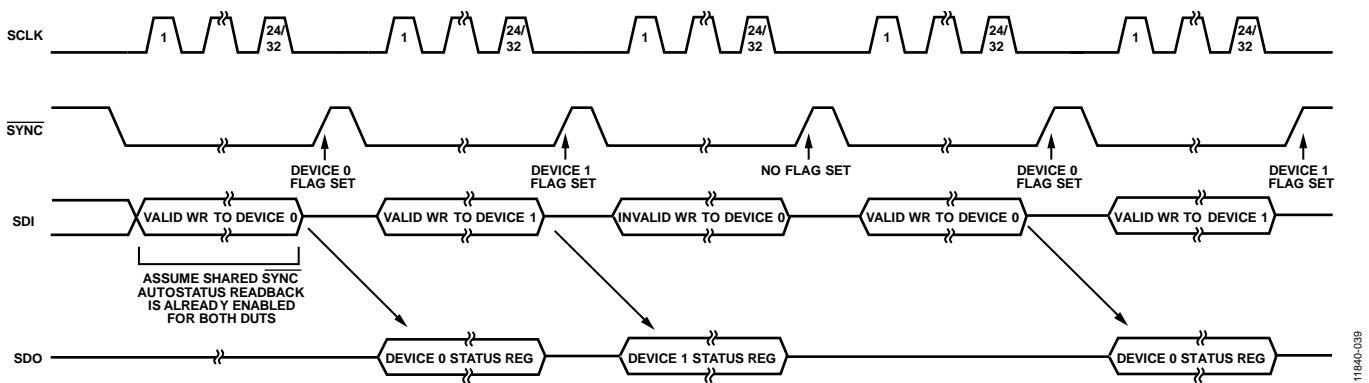 SCLK
1
24/
32
1
24/
32
1
24/
32
1
24/
32
1
24/
32
SYNC
DEVICE 0
FLAG SET
DEVICE 1
FLAG SET
NO FLAG SET
DEVICE 0
FLAG SET
DEVICE 1
FLAG SET
SDI
VALID WR TO DEVICE 0
VALID WR TO DEVICE 1
INVALID WR TO DEVICE 0
VALID WR TO DEVICE 0
VALID WR TO DEVICE 1
ASSUME SHARED SYNC
AUTOSTATUS READBACK
IS ALREADY ENABLED
FOR BOTH DUTS
SDO
DEVICE 0 STATUS REG
DEVICE 1 STATUS REG
DEVICE 0 STATUS REG
11840-039